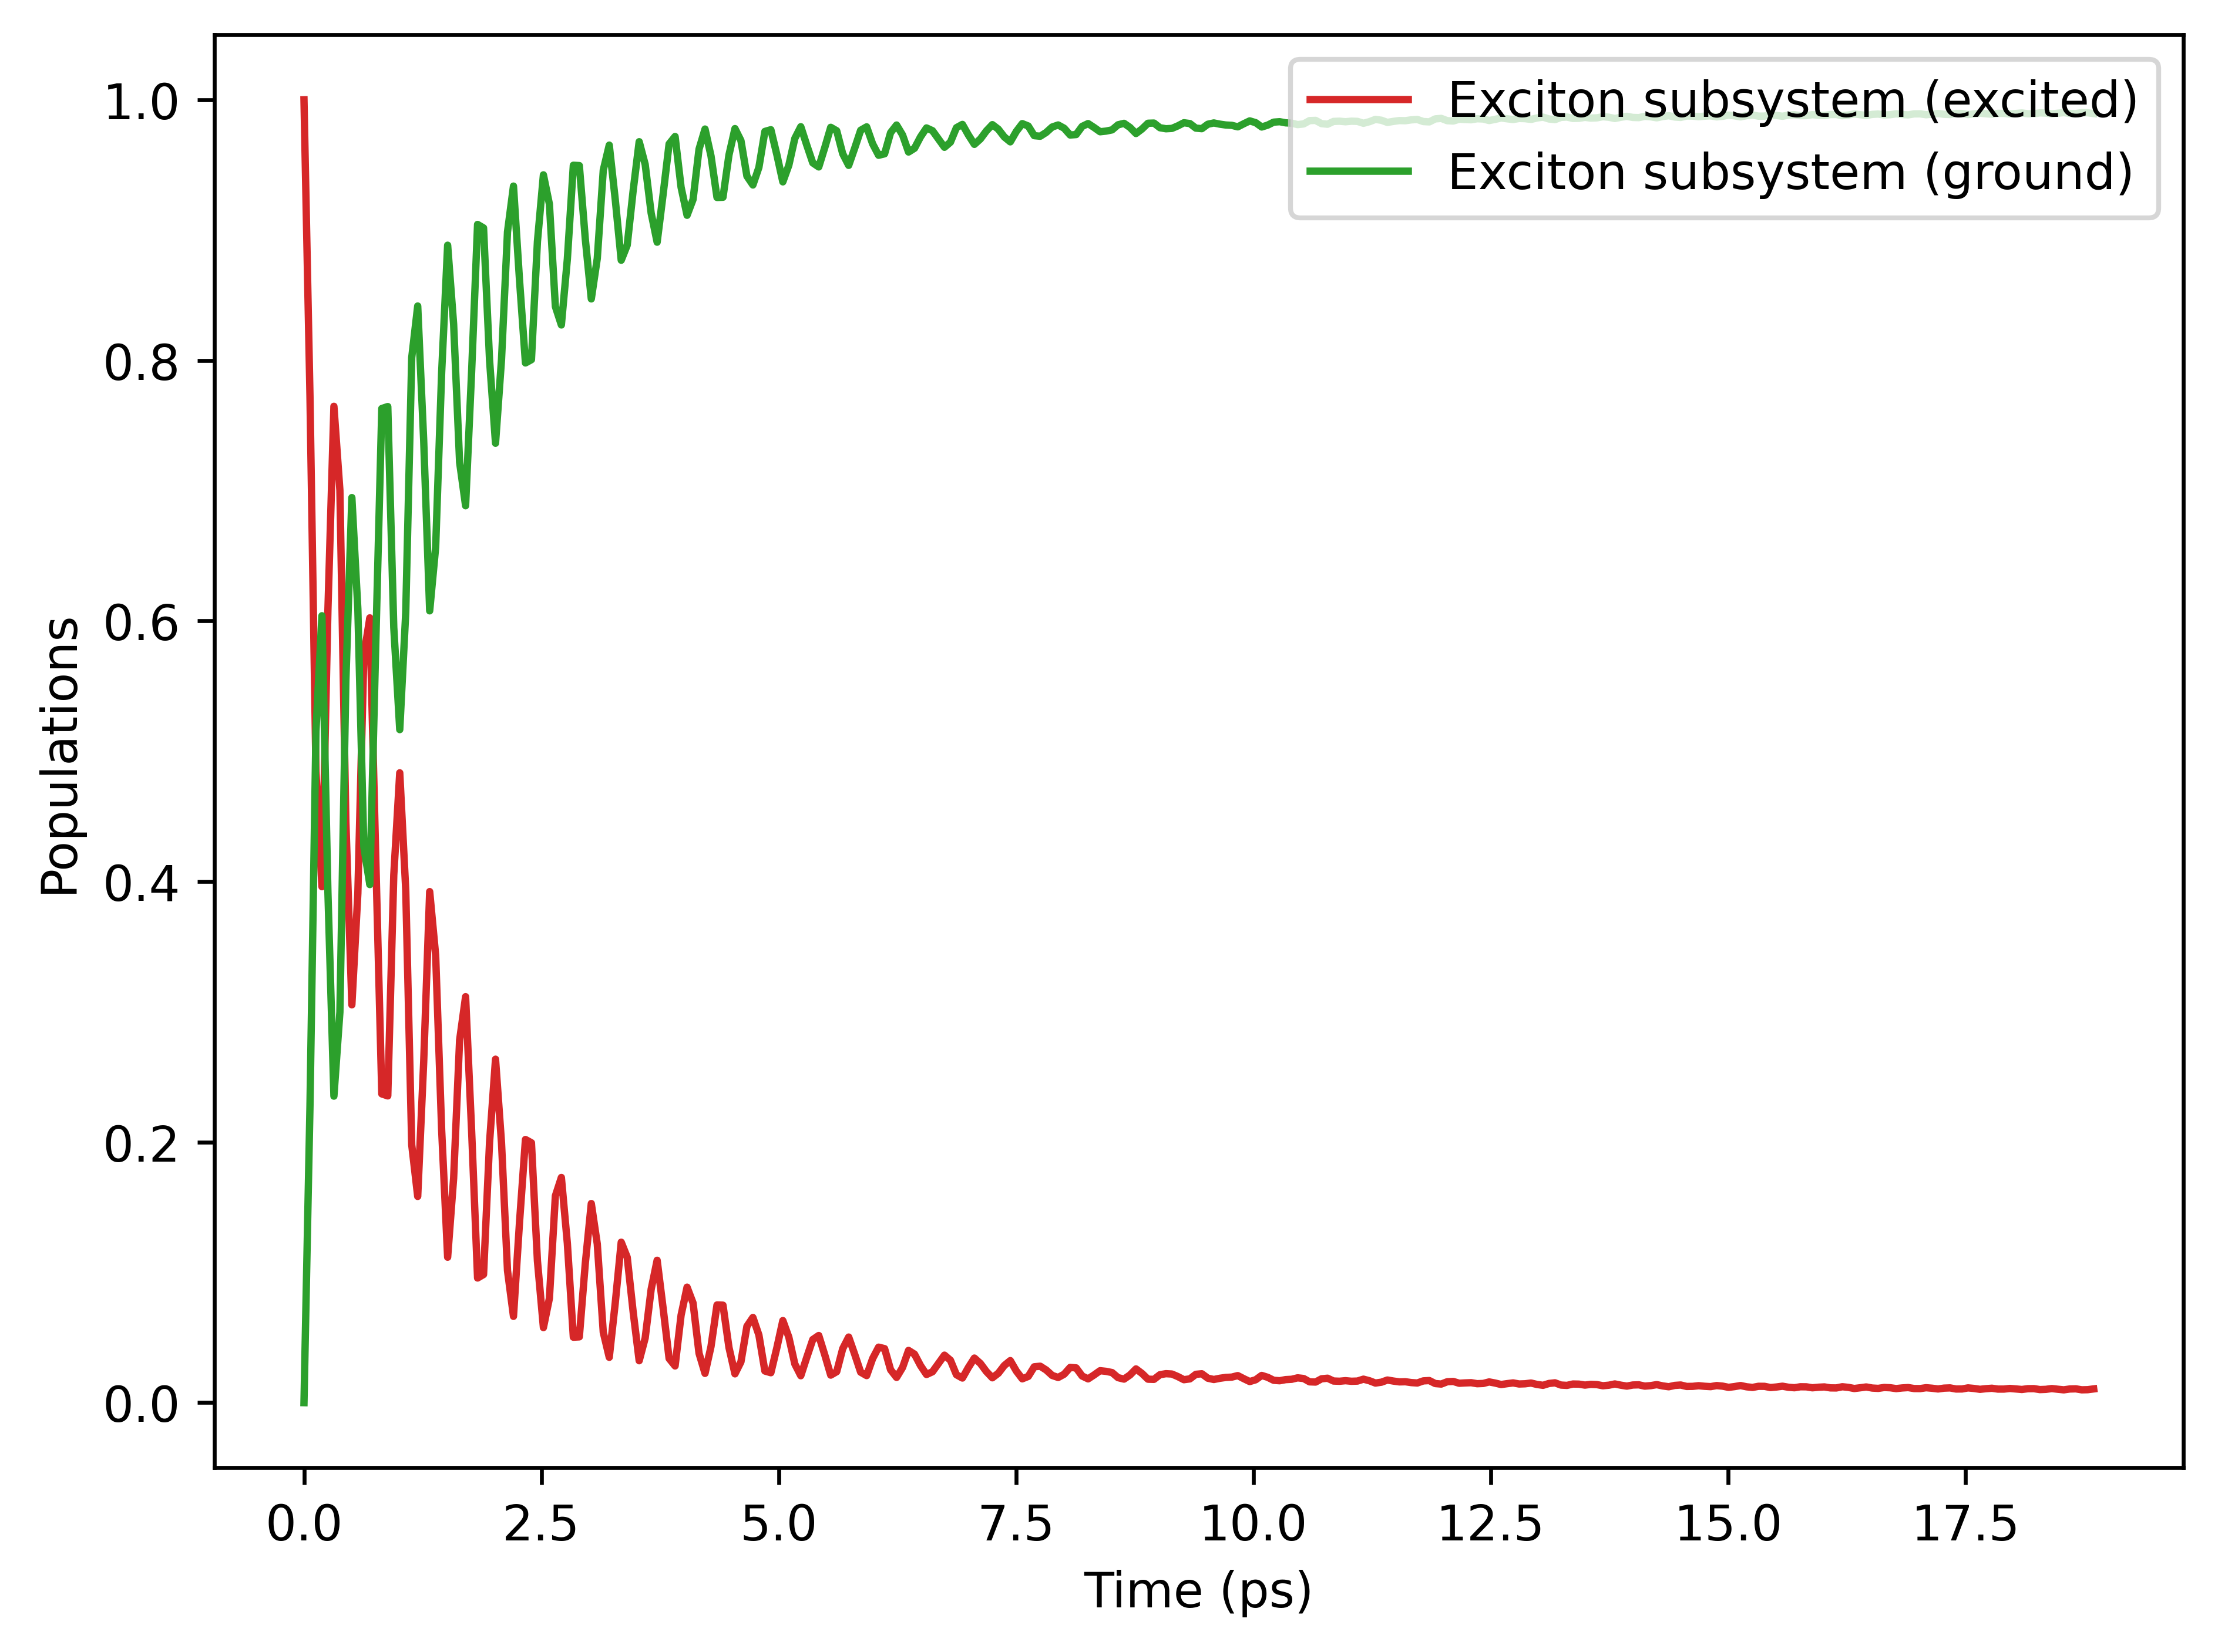 Exciton subsystem (excited)
Exciton subsystem (ground)
1.0
0.8
0.6
0.4
0.2
0.0
Populations
0.0 2.5 5.0 7.5 10.0 12.5 15.0 17.5
Time (ps)